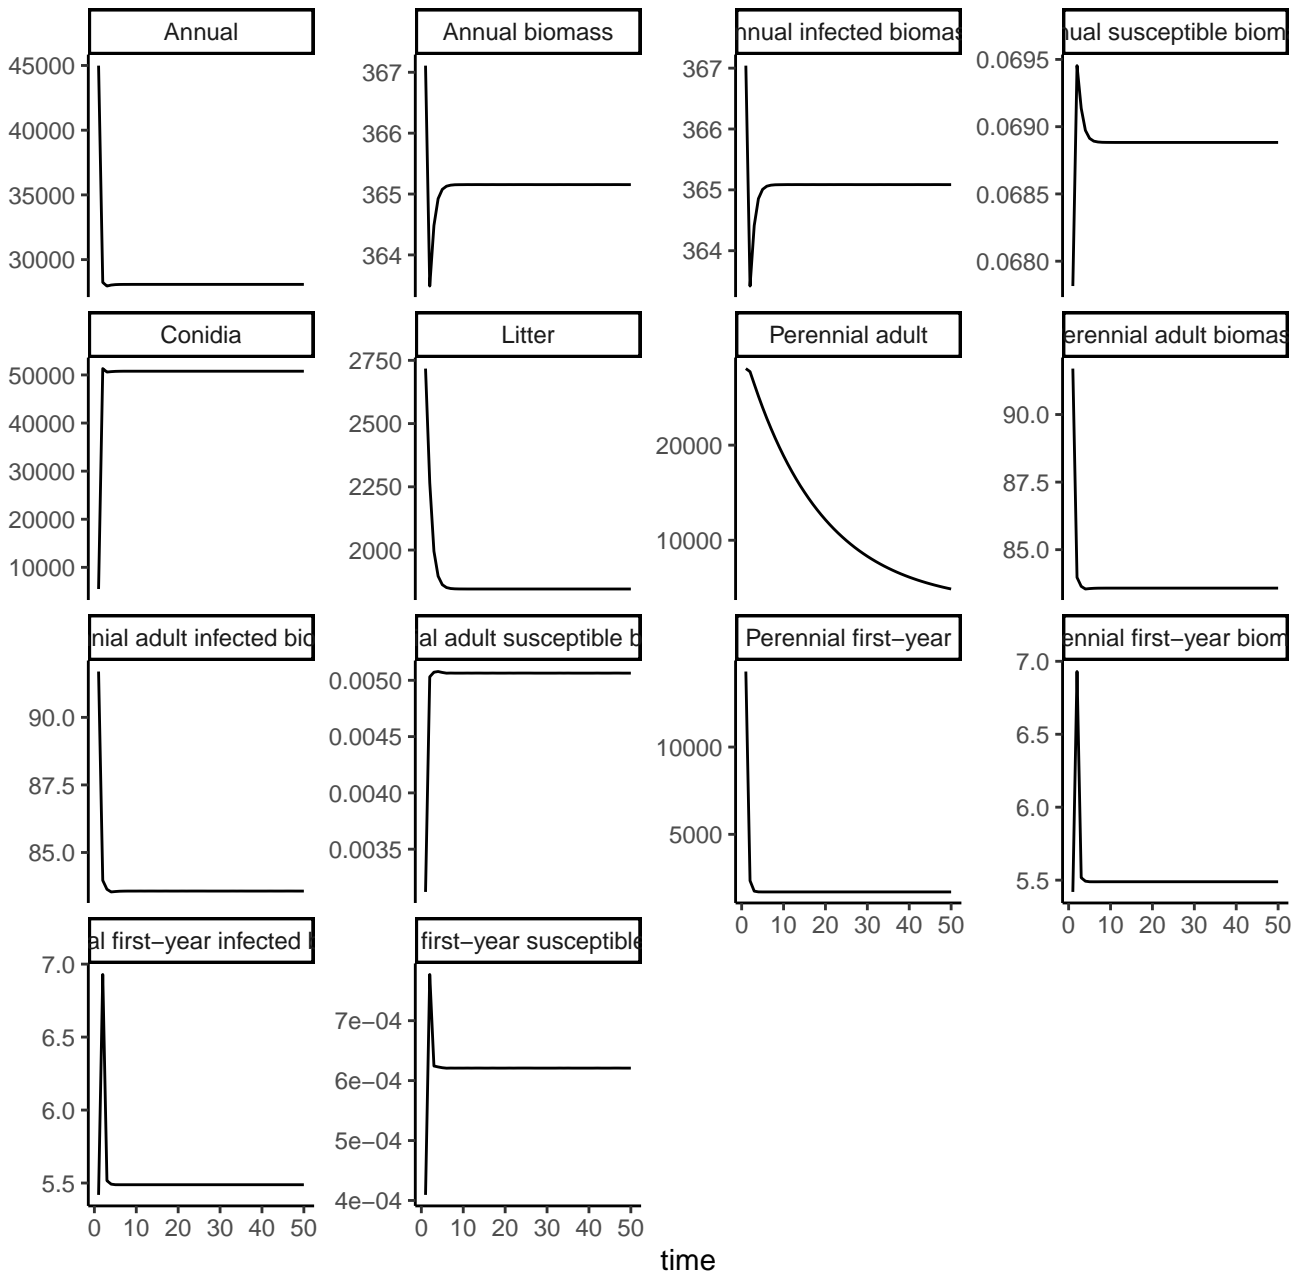 Annual
Annual biomass
nnual infected biomas
nual susceptible biom
45000
40000
35000
30000
367
366
365
364
367
366
365
364
0.0695
0.0690
0.0685
0.0680
Conidia
Litter
Perennial adult
erennial adult biomas
50000
40000
30000
20000
10000
2750
2500
2250
2000
20000
10000
90.0
87.5
85.0
nial adult infected bio
al adult susceptible b
Perennial first−year
ennial first−year biom
90.0
87.5
85.0
0.0050
0.0045
0.0040
0.0035
10000
5000
7.0
6.5
6.0
5.5
0 10 20 30 40 50
0 10 20 30 40 50
al first−year infected b
first−year susceptible
7.0
6.5
6.0
5.5
7e−04
6e−04
5e−04
4e−04
0 10 20 30 40 50
0 10 20 30 40 50
time